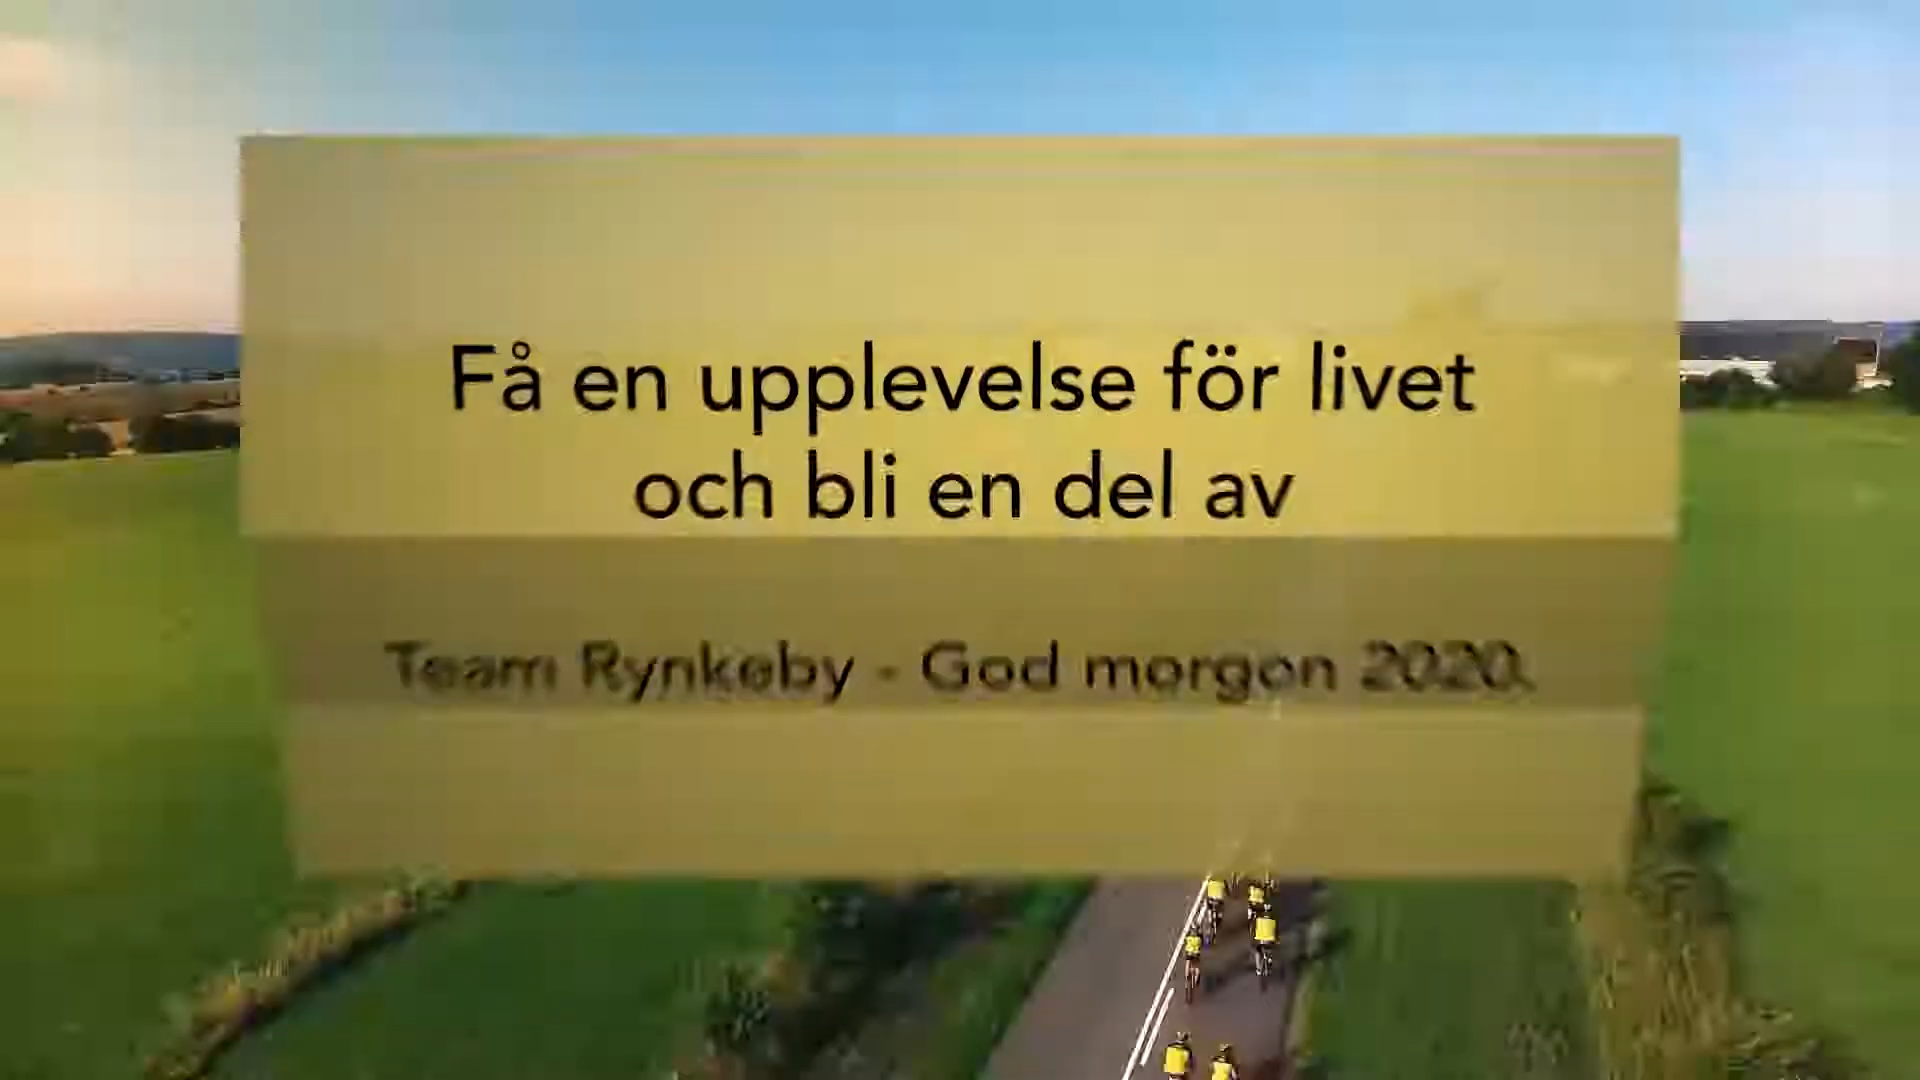 Få en upplevelse för livet
och bli en del av
Team Rynkeby - God morgon 2020.